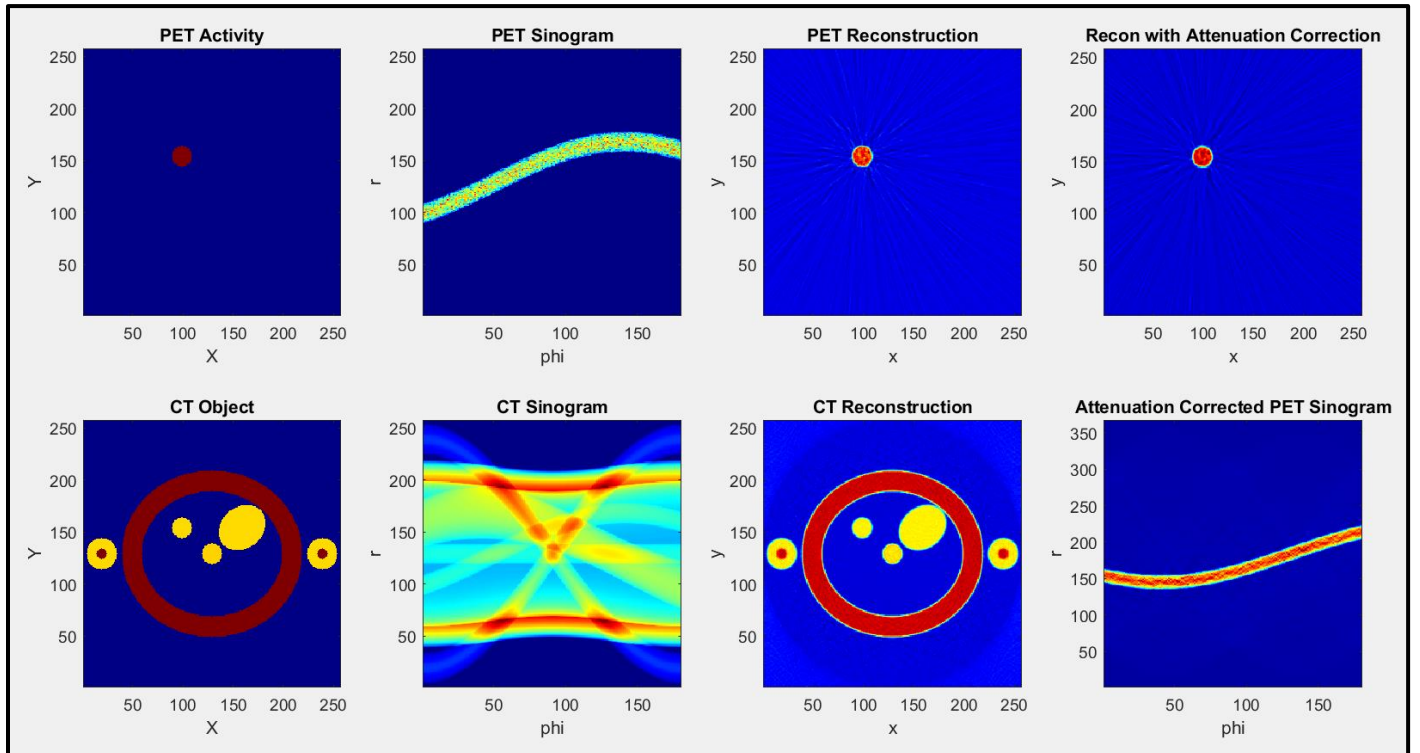 PET Activity
250
200
150
100
50
Y
50 100 150 200 250
X
PET Sinogram
250
200
150
100
50
r
50 100 150
phi
PET Reconstruction
250
200
150
100
50
y
50 100 150 200 250
x
Recon with Attenuation Correction
250
200
150
100
50
y
50 100 150 200 250
x
CT Object
250
200
150
100
50
Y
50 100 150 200 250
X
CT Sinogram
250
200
150
100
50
r
50 100 150
phi
CT Reconstruction
250
200
150
100
50
y
50 100 150 200 250
x
Attenuation Corrected PET Sinogram
350
300
250
200
150
100
50
r
50 100 150
phi